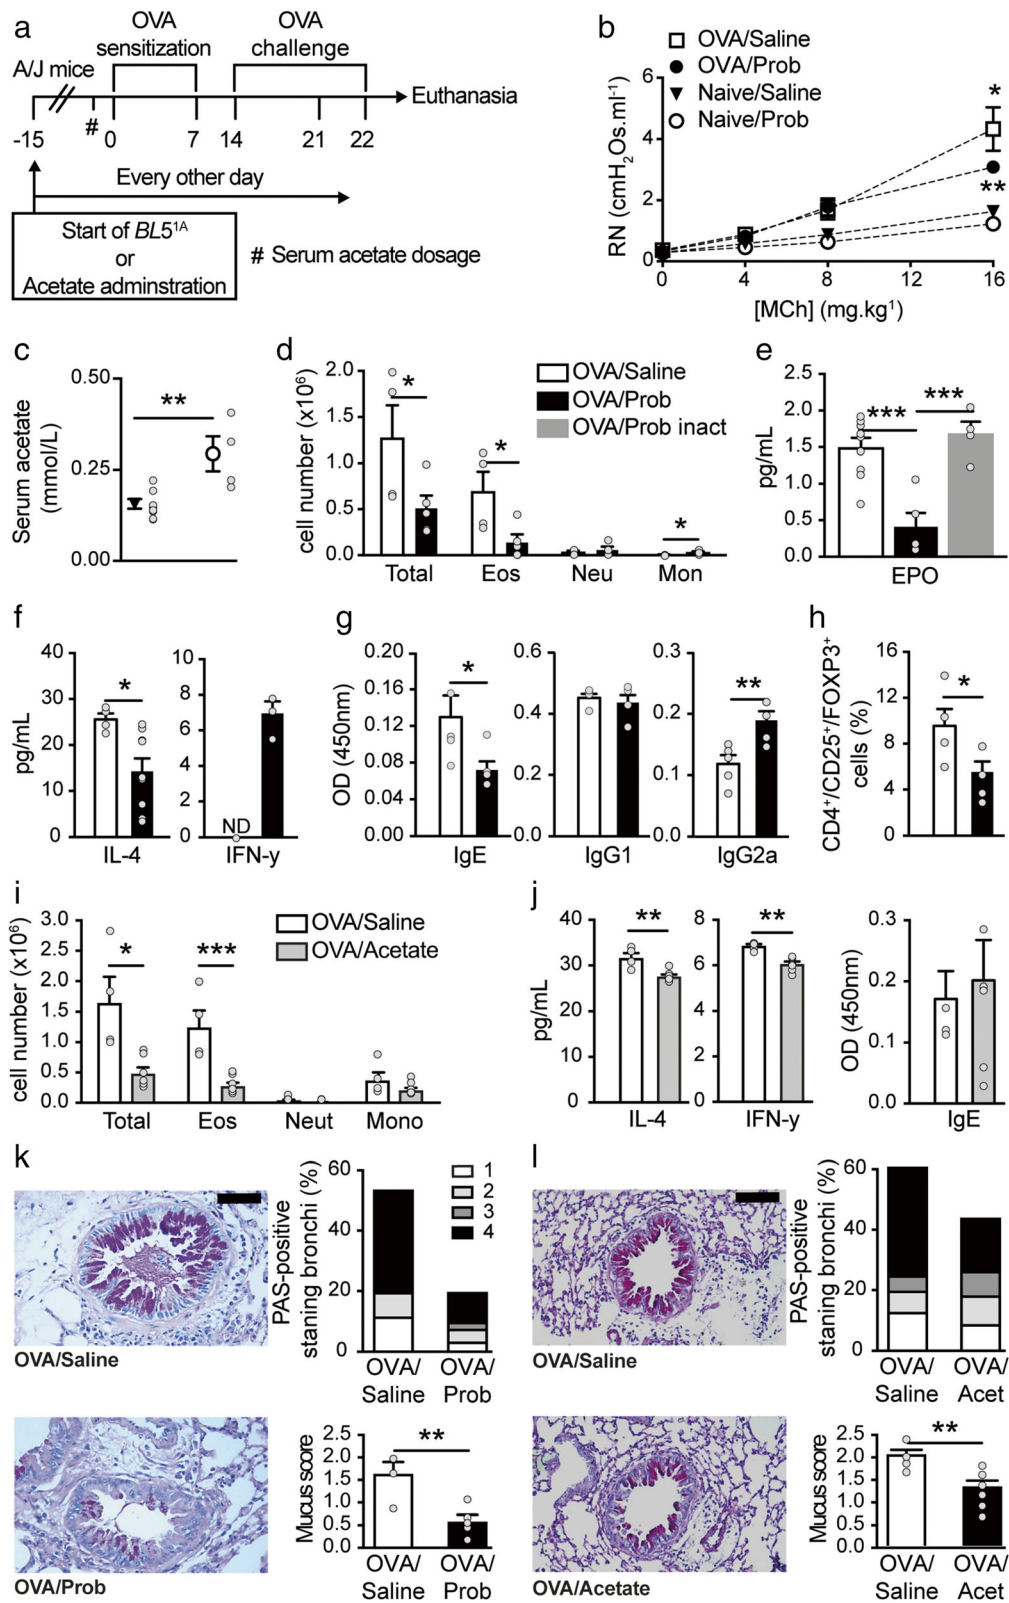 a
OVA
sensitization
OVA
challenge
A/J mice
Euthanasia
#
-15
0
7
14
21
22
Every other day
Start of BL5¹ᴬ
or
Acetate adminstration
# Serum acetate dosage
b
OVA/Saline
OVA/Prob
Naive/Saline
Naive/Prob
RN (cmH₂Os.ml⁻¹)
6
4
2
0
*
**
0
4
8
12
16
[MCh] (mg.kg¹)
c
Serum acetate
(mmol/L)
0.50
0.25
0.00
**
d
cell number (x10⁶)
2.0
1.5
1.0
0.5
0
*
*
*
OVA/Saline
OVA/Prob
OVA/Prob inact
Total
Eos
Neu
Mon
e
pg/mL
2.5
2.0
1.5
1.0
0.5
0.0
***
***
EPO
f
pg/mL
40
30
20
10
0
*
IL-4
10
8
6
4
2
0
ND
IFN-y
g
OD (450nm)
0.20
0.16
0.12
0.08
0.04
0.00
*
IgE
0.6
0.4
0.2
0.0
IgG1
0.3
0.2
0.1
0.0
**
IgG2a
h
CD4⁺/CD25⁺/FOXP3⁺
cells (%)
16
12
8
4
0
*
i
cell number (x10⁶)
3.0
2.5
2.0
1.5
1.0
0.5
0.0
*
***
OVA/Saline
OVA/Acetate
Total
Eos
Neut
Mono
j
pg/mL
40
30
20
10
0
**
IL-4
8
6
4
2
0
**
IFN-y
OD (450nm)
0.3
0.2
0.1
0.0
IgE
k
OVA/Saline
PAS-positive
staning bronchi (%)
60
40
20
0
1
2
3
4
OVA/
Saline
OVA/
Prob
OVA/Prob
Mucus score
2.5
2.0
1.5
1.0
0.5
0.0
**
OVA/
Saline
OVA/
Prob
l
OVA/Saline
PAS-positive
staning bronchi (%)
60
40
20
0
OVA/
Saline
OVA/
Acet
OVA/Acetate
Mucus score
2.5
2.0
1.5
1.0
0.5
0.0
**
OVA/
Saline
OVA/
Acet